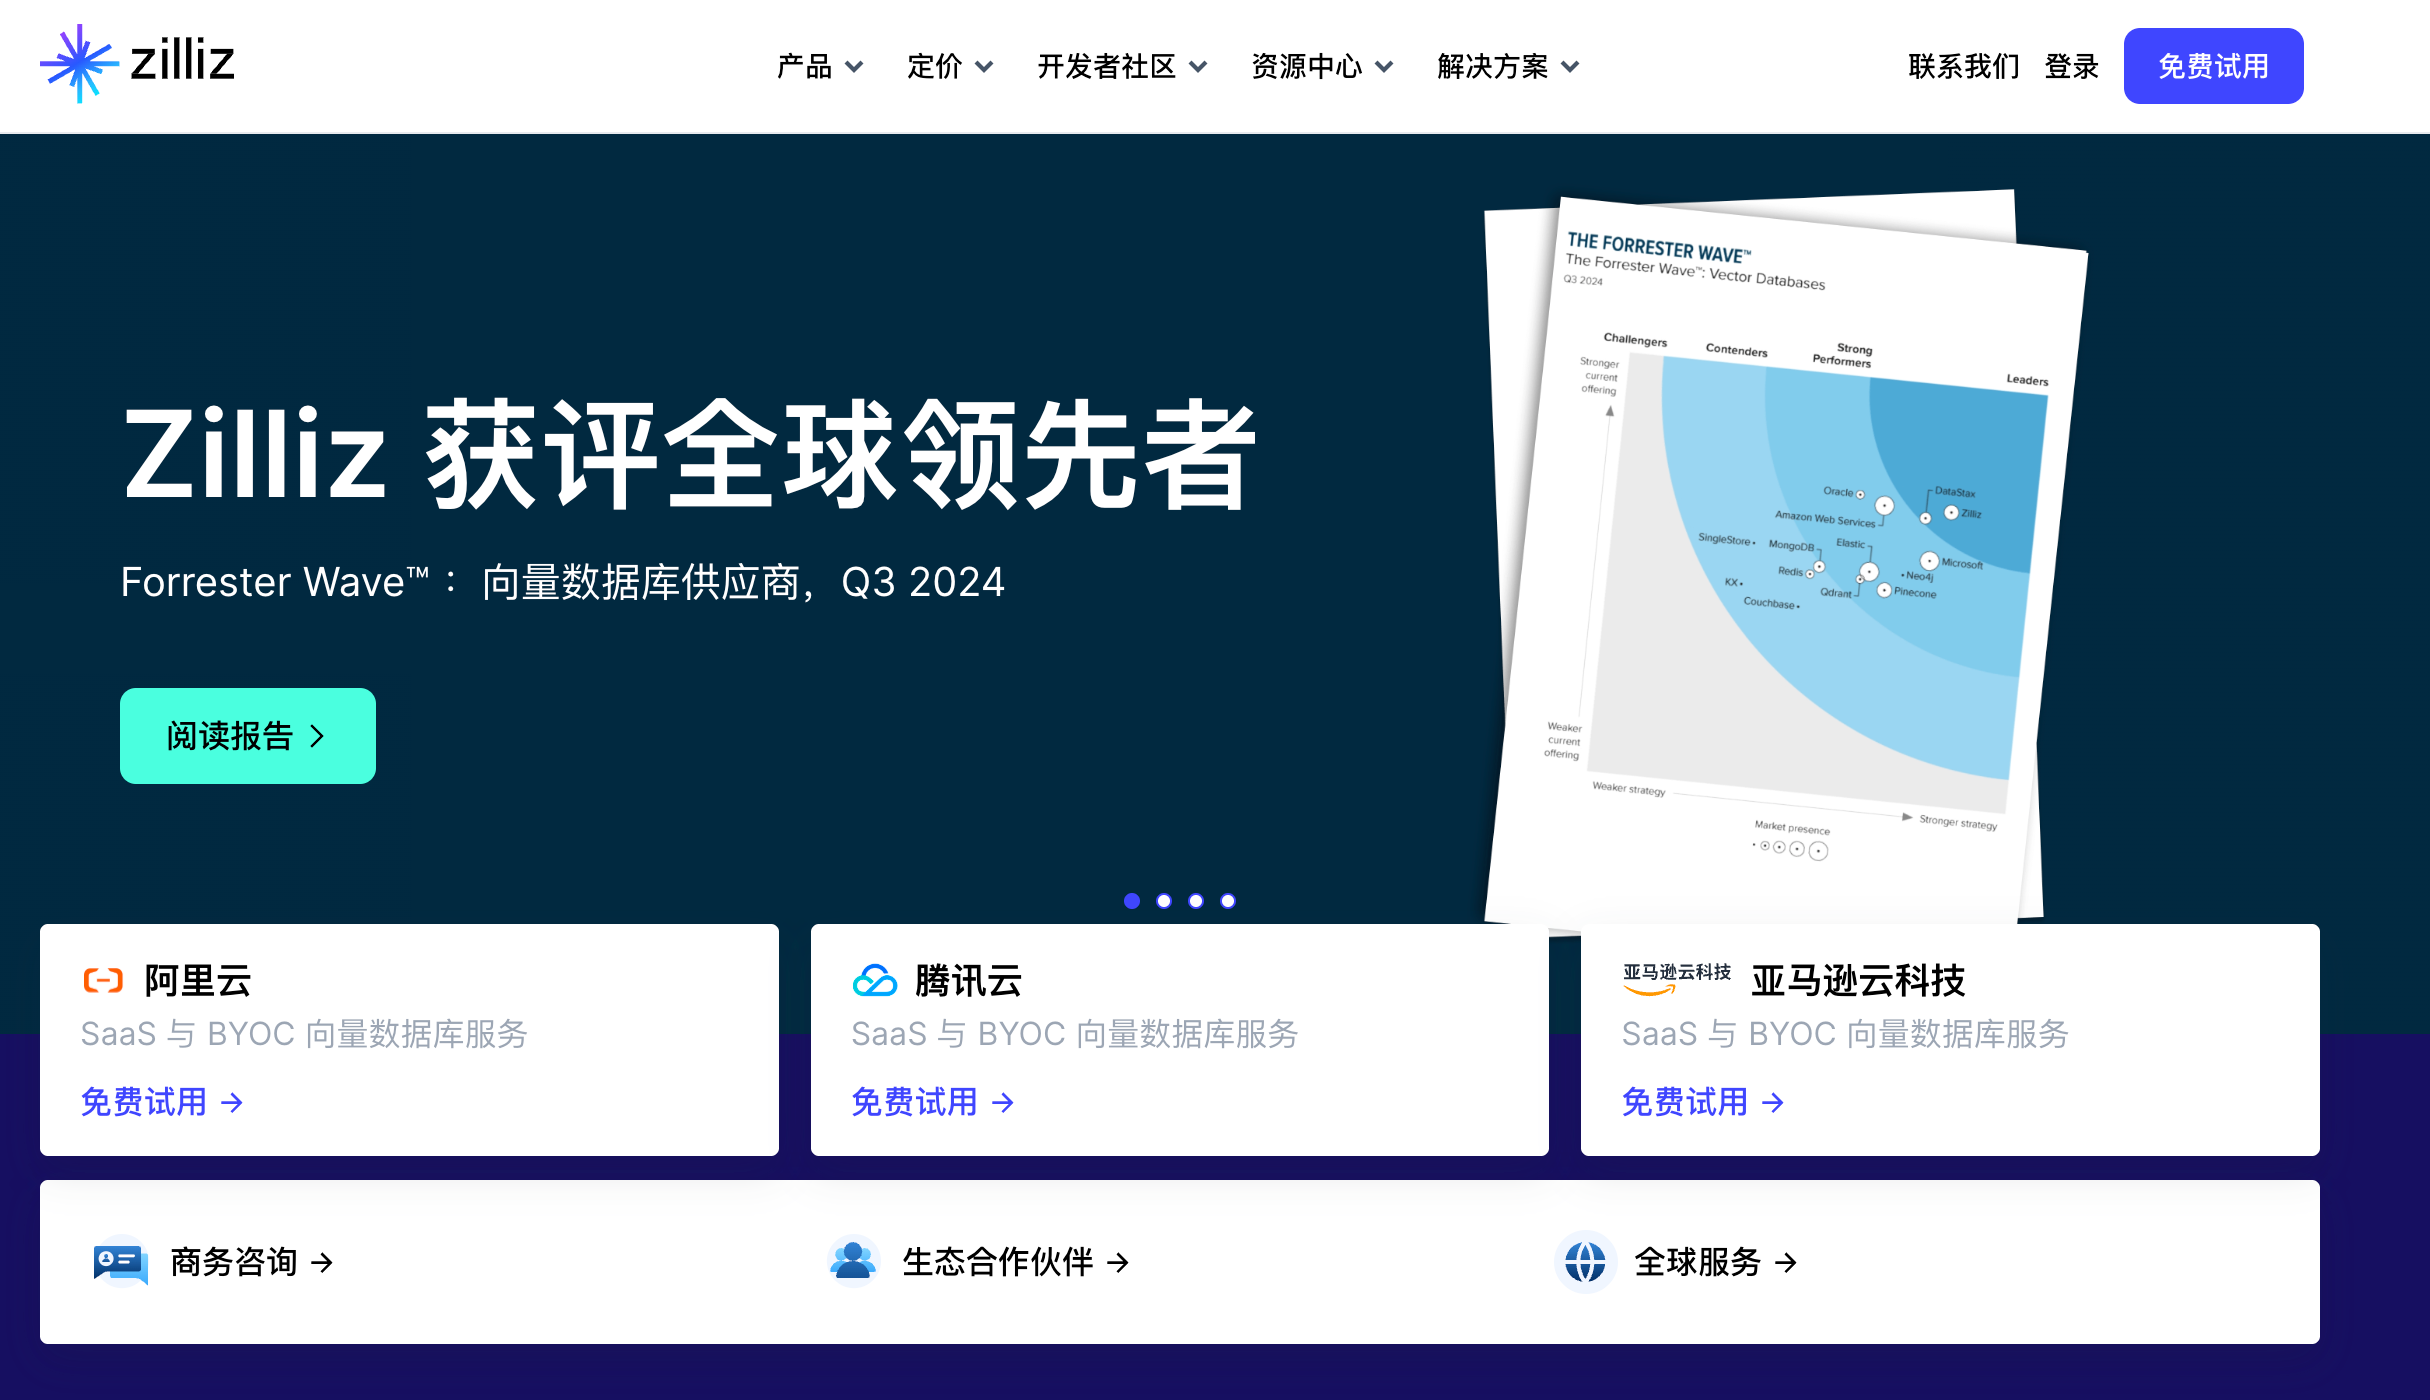 zilliz
产品
定价
开发者社区
资源中心
解决方案
联系我们
登录
免费试用
Zilliz 获评全球领先者
Forrester Wave™： 向量数据库供应商，Q3 2024
阅读报告
THE FORRESTER WAVE™
The Forrester Wave™: Vector Databases
Q3 2024
Challengers
Contenders
Strong
Performers
Leaders
Stronger
current
offering
Oracle
DataStax
Zilliz
Amazon Web Services
SingleStore
MongoDB
Elastic
Microsoft
Redis
Neo4j
KX
Qdrant
Pinecone
Couchbase
Weaker
current
offering
Weaker strategy
Stronger strategy
Market presence
阿里云
SaaS 与 BYOC 向量数据库服务
免费试用 →
腾讯云
SaaS 与 BYOC 向量数据库服务
免费试用 →
亚马逊云科技
亚马逊云科技
SaaS 与 BYOC 向量数据库服务
免费试用 →
商务咨询 →
生态合作伙伴 →
全球服务 →